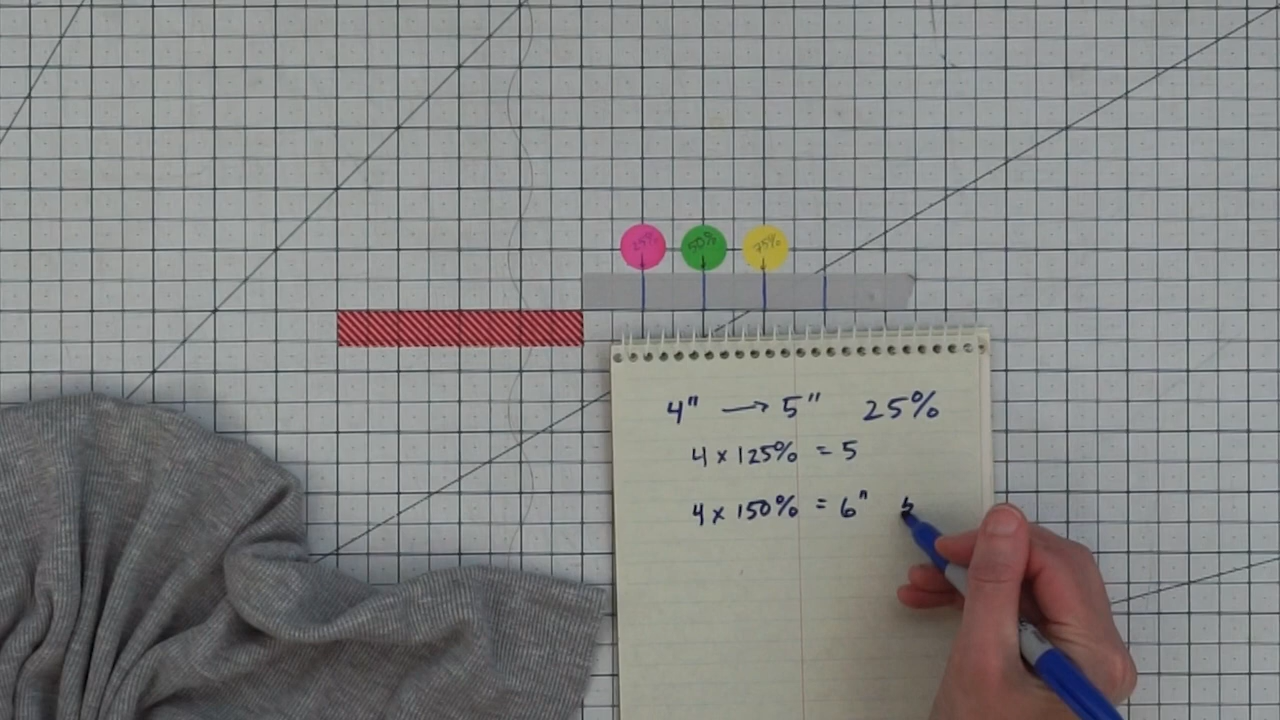 25% 50% 75%
4" → 5" 25%
4 x 125% = 5
4 x 150% = 6"